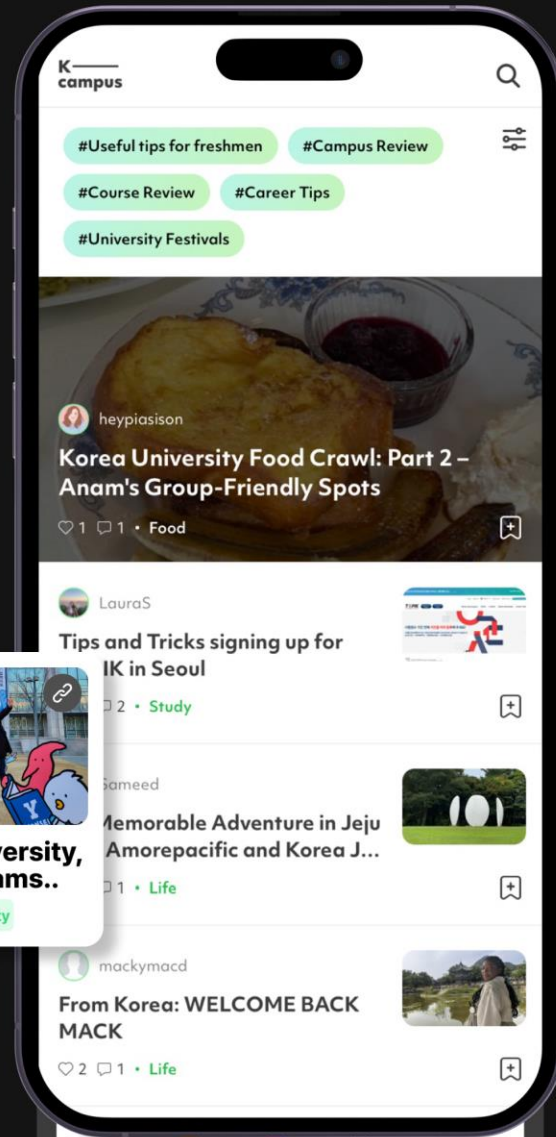 K
campus
#Useful tips for freshmen
#Campus Review
#Course Review
#Career Tips
#University Festivals
heypiasison
Korea University Food Crawl: Part 2 –
Anam's Group-Friendly Spots
1 1 • Food
LauraS
Tips and Tricks signing up for
IK in Seoul
2 • Study
Sameed
Memorable Adventure in Jeju
Amorepacific and Korea J...
1 • Life
Y
versity,
ams..
ty
mackymacd
From Korea: WELCOME BACK
MACK
2 1 • Life